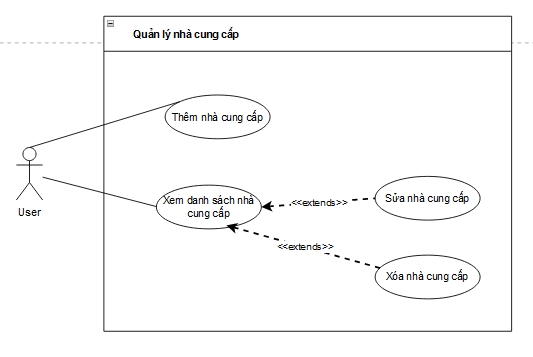 Quản lý nhà cung cấp
Thêm nhà cung cấp
User
Xem danh sách nhà
cung cấp
<<extends>>
Sửa nhà cung cấp
<<extends>>
Xóa nhà cung cấp